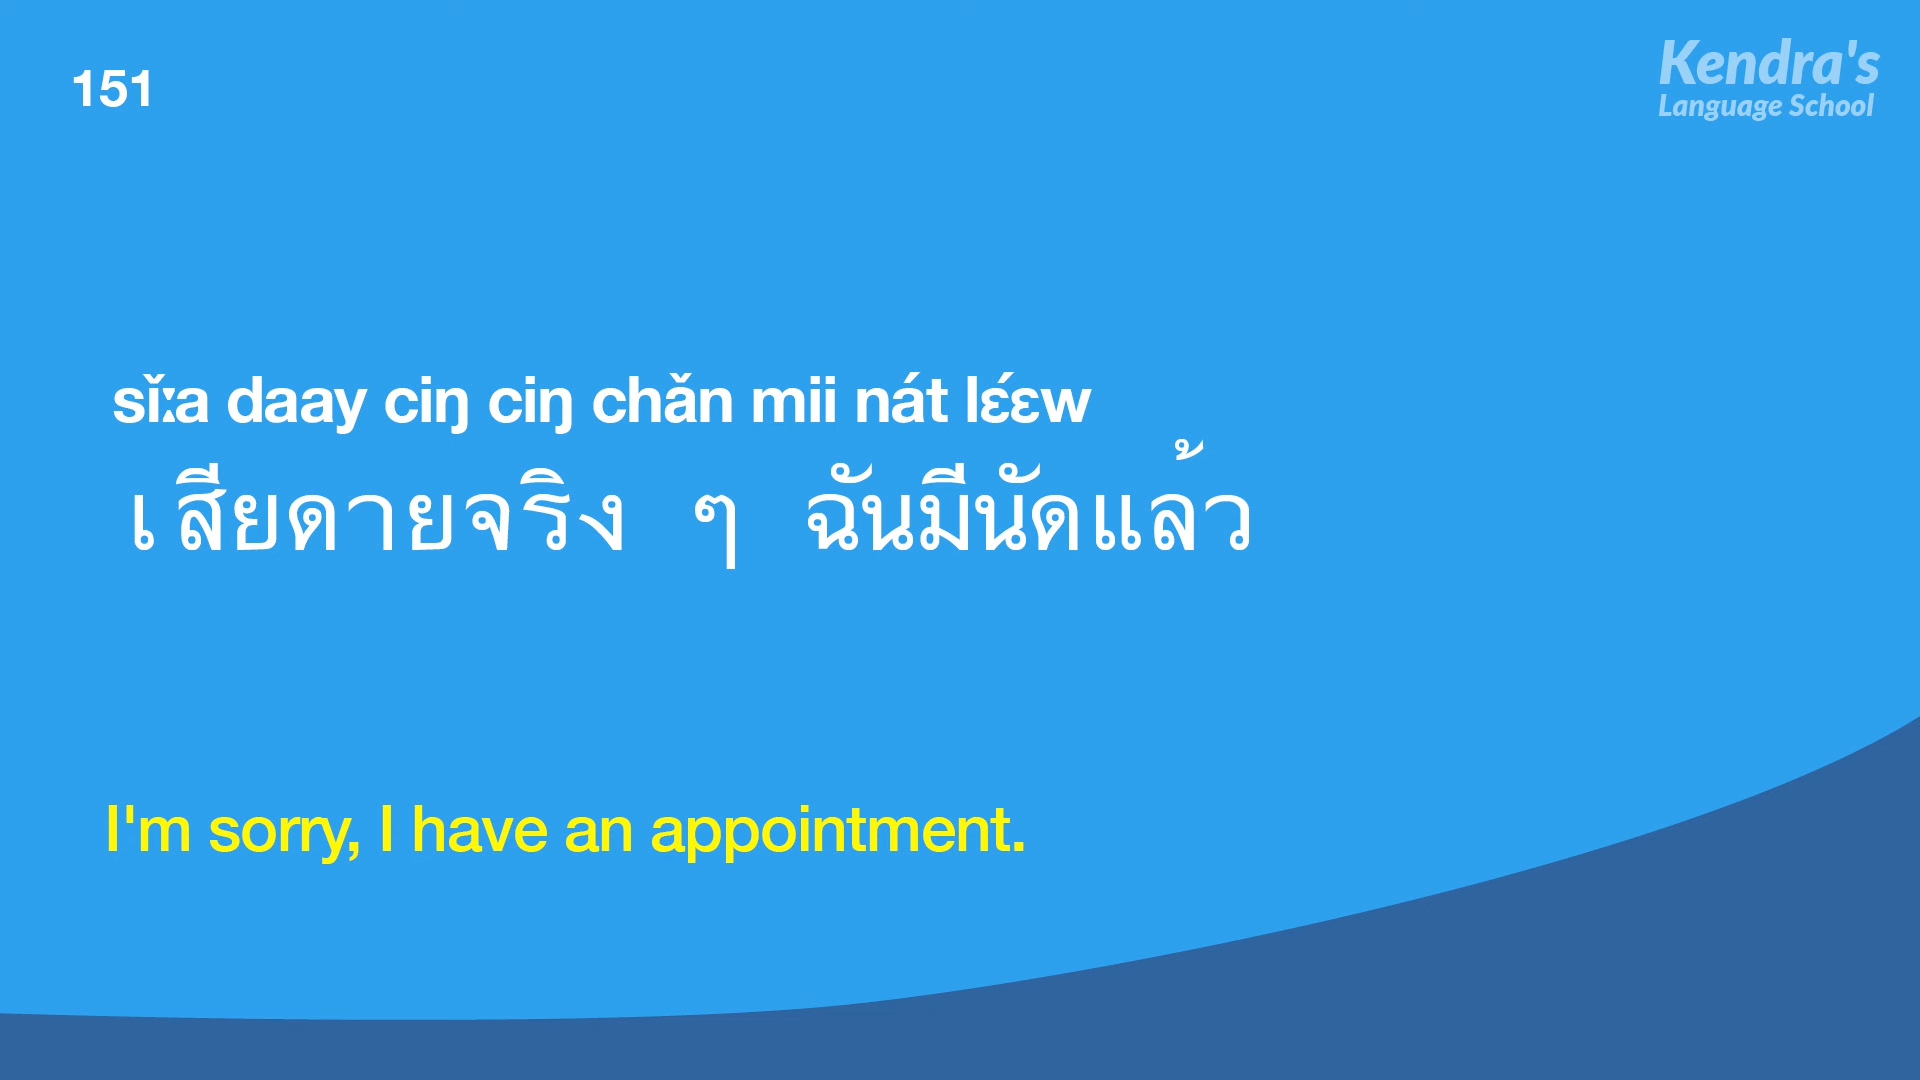 151
Kendra's
Language School
sǐːa daay ciŋ ciŋ chǎn mii nát lɛ́ɛw
เสียดายจริง ๆ ฉันมีนัดแล้ว
I'm sorry, I have an appointment.